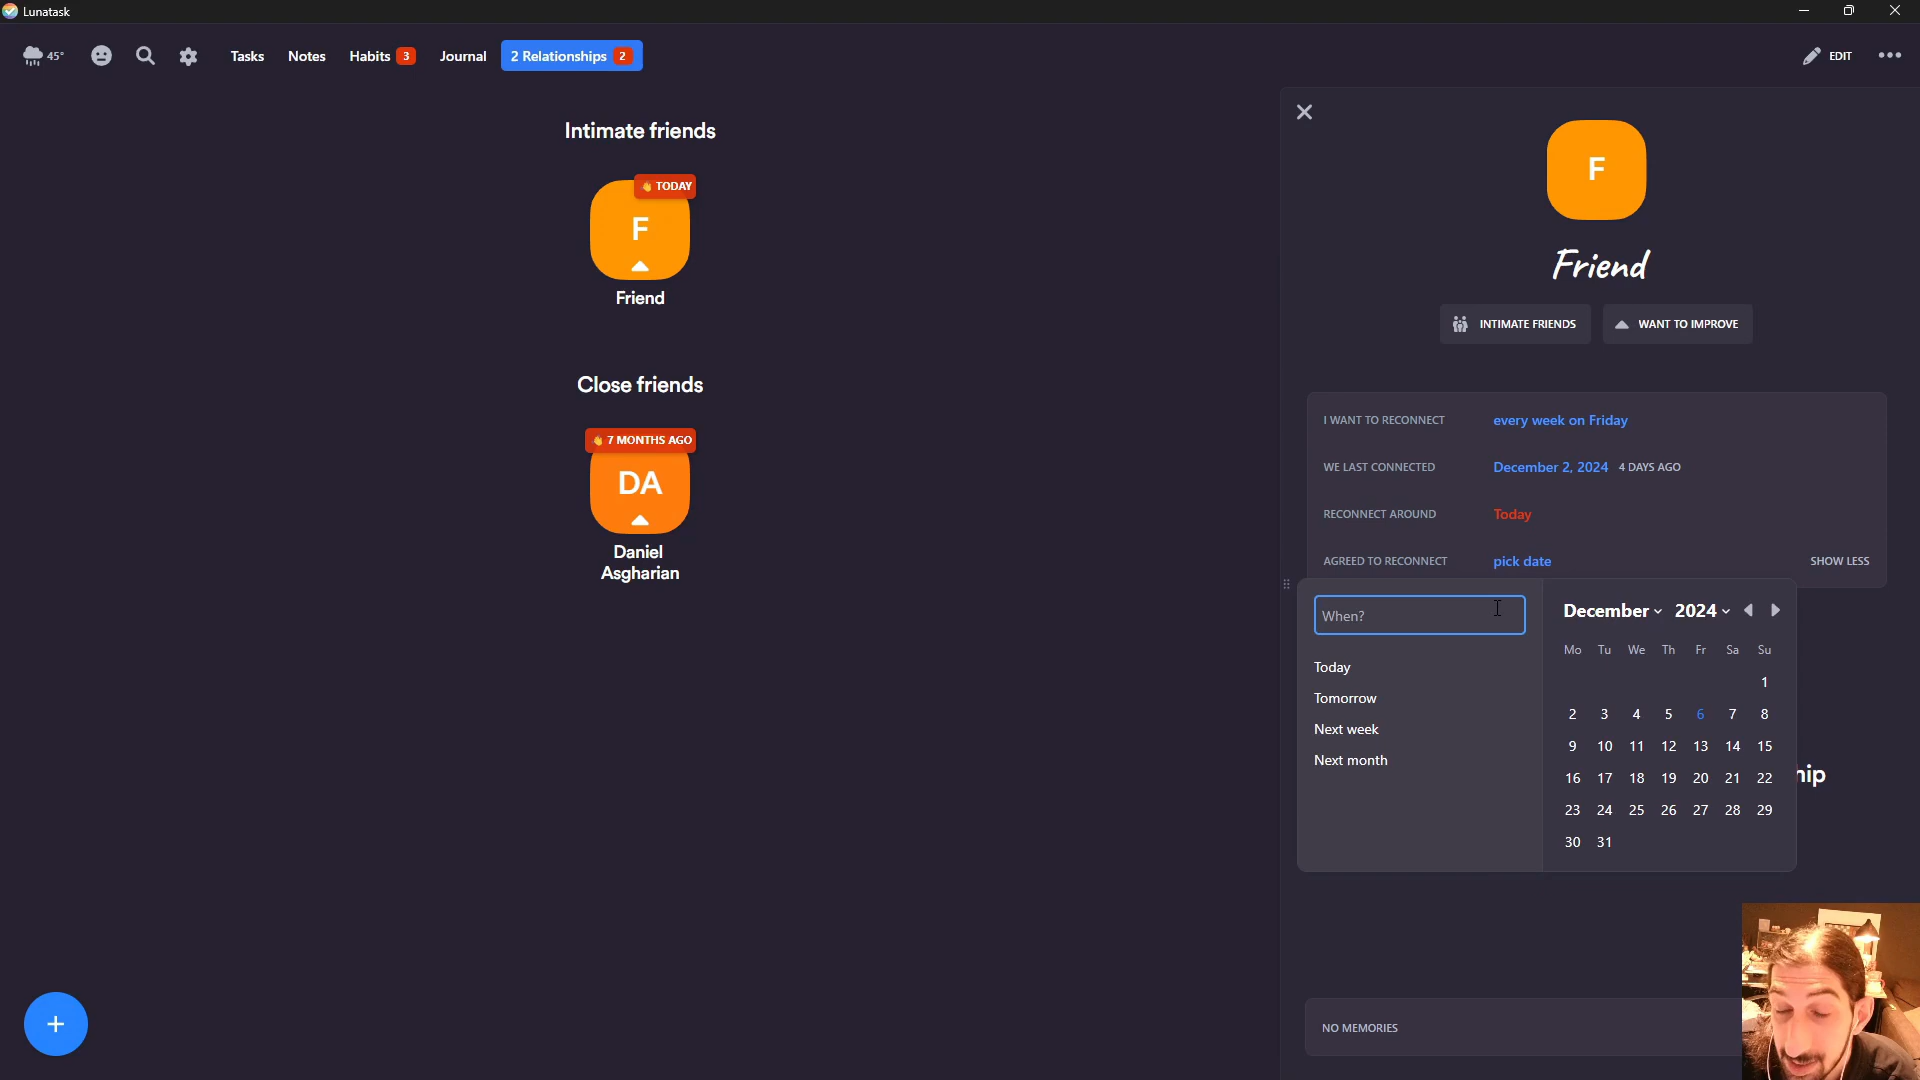 Lunatask
45°
Tasks
Notes
Habits 3
Journal
2 Relationships 2
EDIT
Intimate friends
TODAY
F
Friend
Close friends
7 MONTHS AGO
DA
Daniel
Asgharian
F
Friend
INTIMATE FRIENDS
WANT TO IMPROVE
I WANT TO RECONNECT every week on Friday
WE LAST CONNECTED December 2, 2024 4 DAYS AGO
RECONNECT AROUND Today
AGREED TO RECONNECT pick date SHOW LESS
When?
Today
Tomorrow
Next week
Next month
December 2024
Mo Tu We Th Fr Sa Su
1
2 3 4 5 6 7 8
9 10 11 12 13 14 15
16 17 18 19 20 21 22
23 24 25 26 27 28 29
30 31
hip
NO MEMORIES